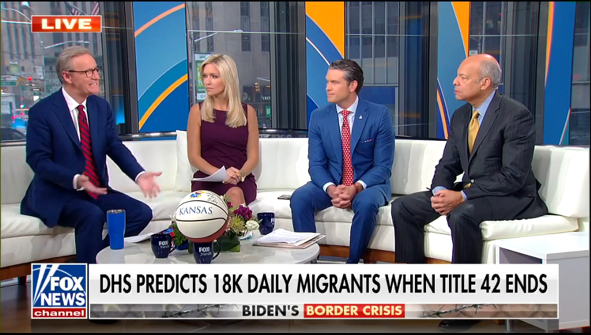 LIVE
KANSAS
FOX
NEWS
channel
DHS PREDICTS 18K DAILY MIGRANTS WHEN TITLE 42 ENDS
BIDEN'S BORDER CRISIS